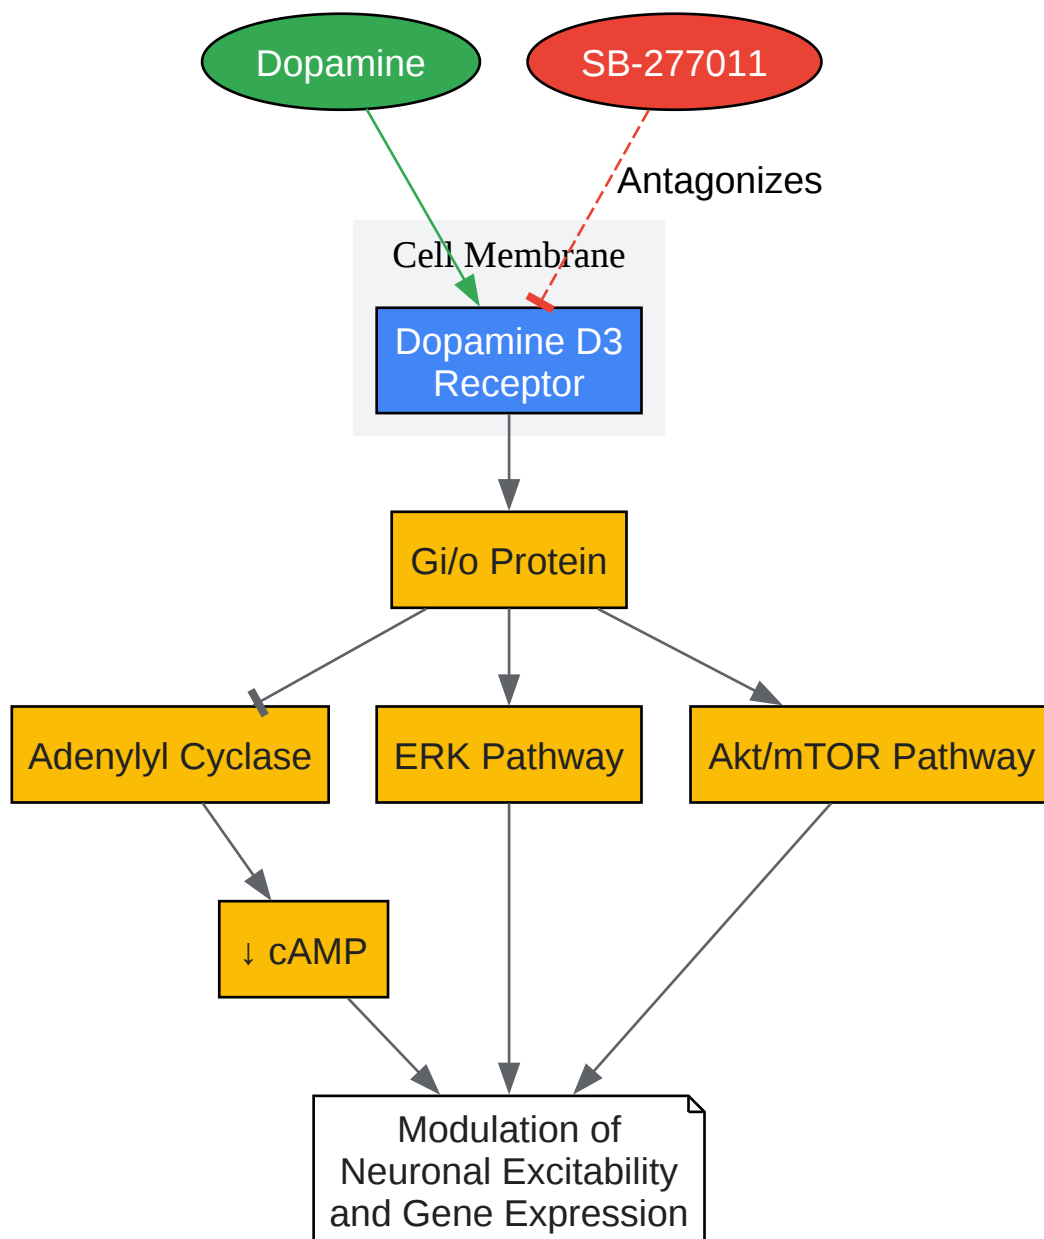 Dopamine
SB-277011
Antagonizes
Cell Membrane
Dopamine D3
Receptor
Gi/o Protein
Adenylyl Cyclase
ERK Pathway
Akt/mTOR Pathway
↓ cAMP
Modulation of
Neuronal Excitability
and Gene Expression